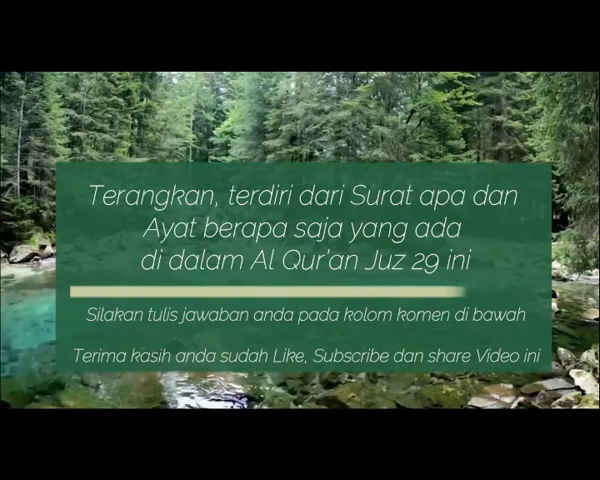 Terangkan, terdiri dari Surat apa dan
Ayat berapa saja yang ada
di dalam Al Qur'an Juz 29 ini
Silakan tulis jawaban anda pada kolom komen di bawah
Terima kasih anda sudah Like, Subscribe dan share Video ini